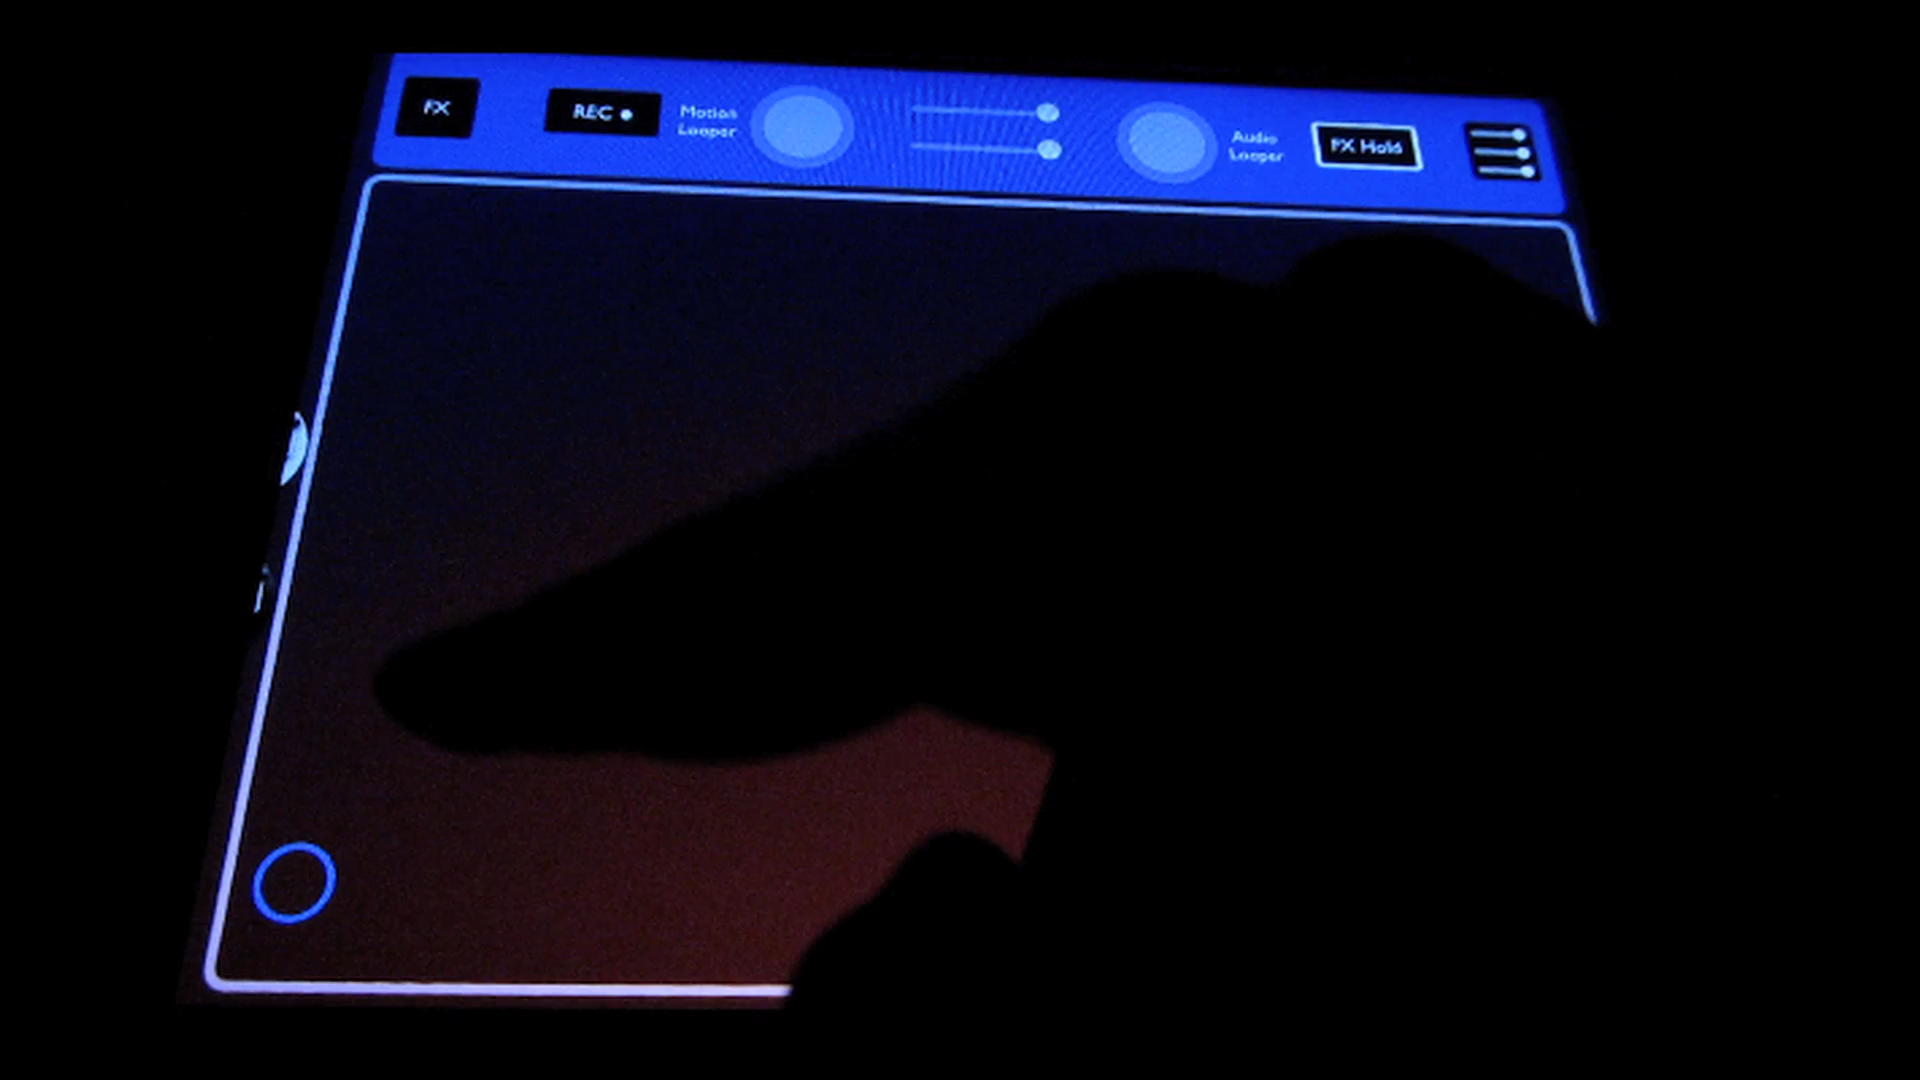 FX
REC
Motion
Looper
Audio
Looper
FX Hold